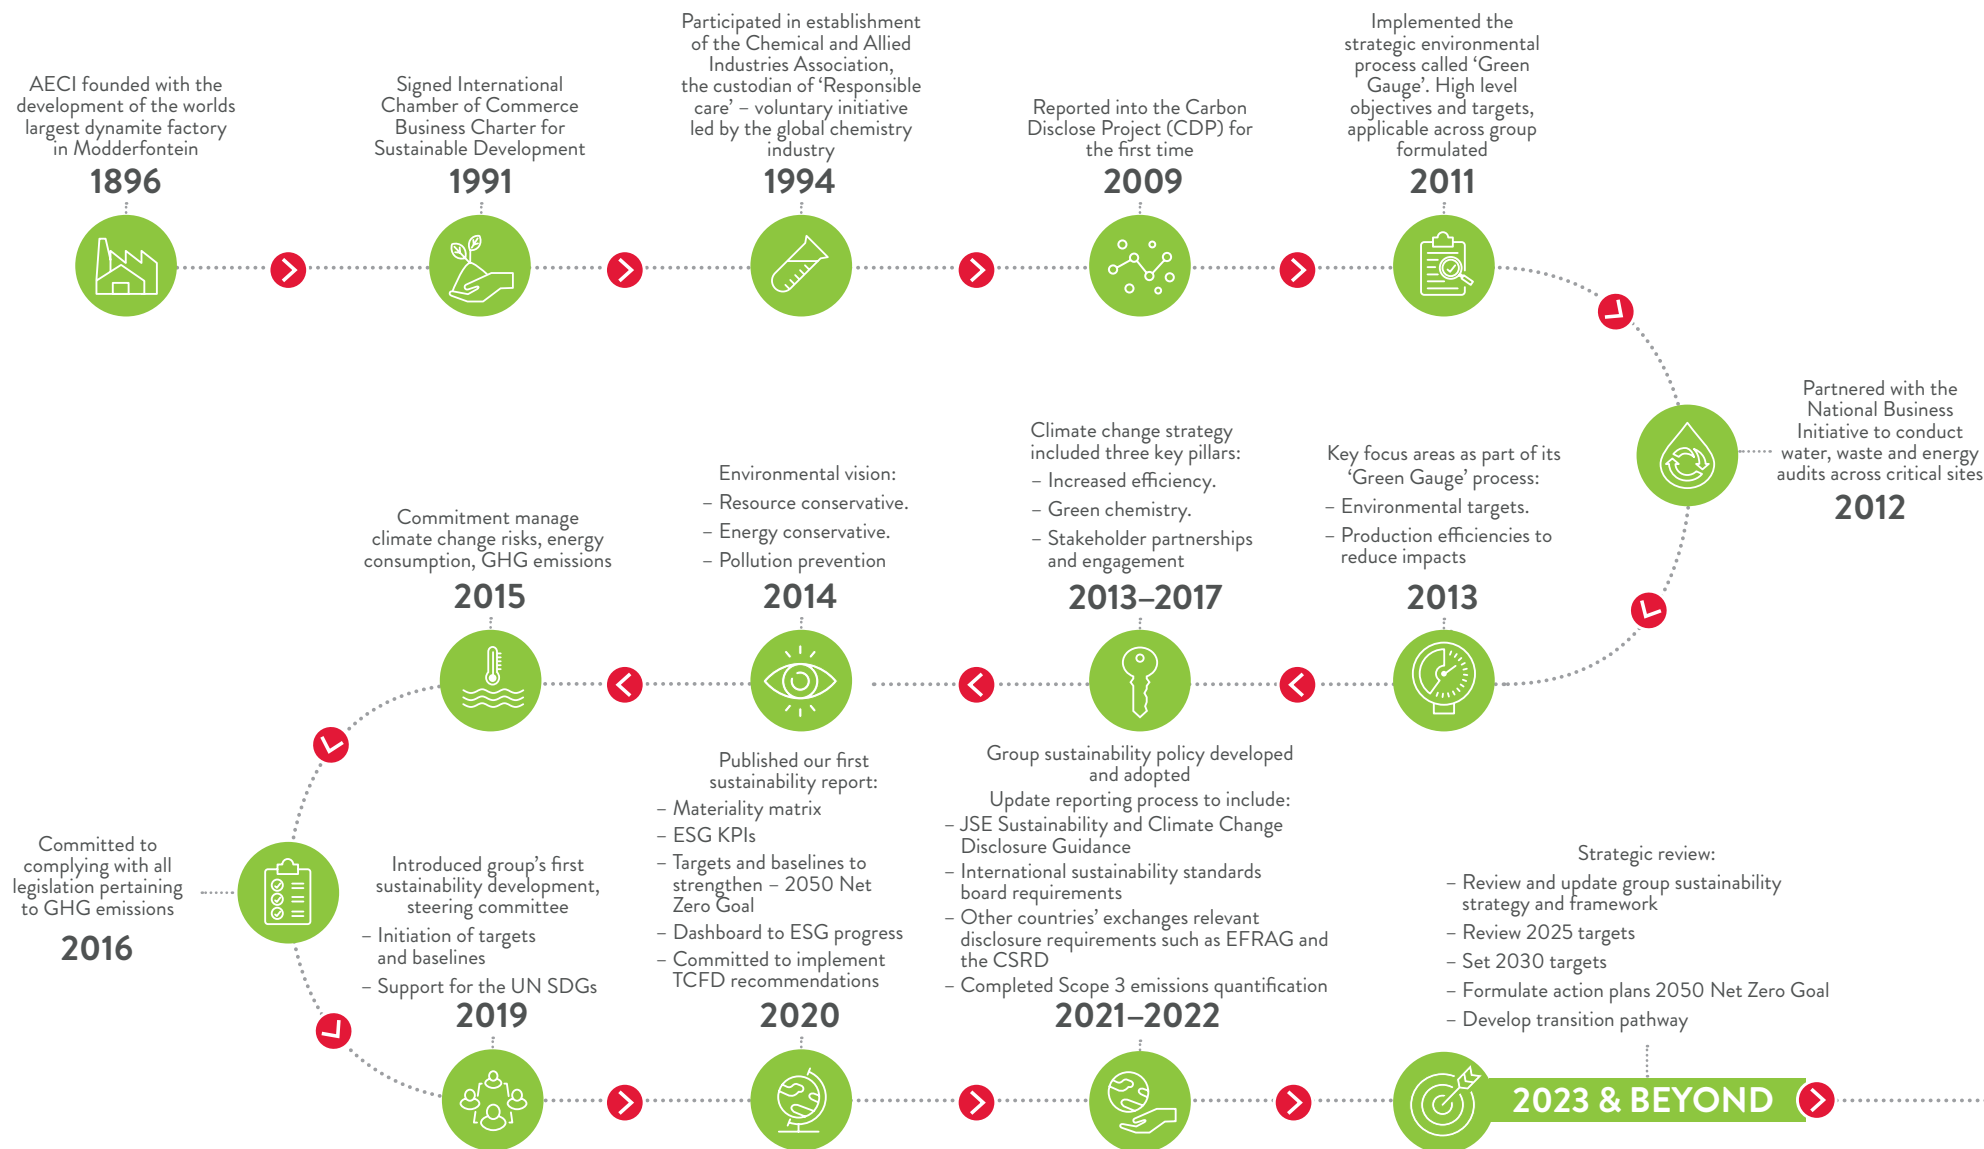 AECI founded with the
development of the worlds
largest dynamite factory
in Modderfontein
1896
Signed International
Chamber of Commerce
Business Charter for
Sustainable Development
1991
Participated in establishment
of the Chemical and Allied
Industries Association,
the custodian of ‘Responsible
care’ – voluntary initiative
led by the global chemistry
industry
1994
Reported into the Carbon
Disclose Project (CDP) for
the first time
2009
Implemented the
strategic environmental
process called ‘Green
Gauge’. High level
objectives and targets,
applicable across group
formulated
2011
Partnered with the
National Business
Initiative to conduct
water, waste and energy
audits across critical sites
2012
Key focus areas as part of its
‘Green Gauge’ process:
– Environmental targets.
– Production efficiencies to
reduce impacts
2013
Climate change strategy
included three key pillars:
– Increased efficiency.
– Green chemistry.
– Stakeholder partnerships
and engagement
2013–2017
Environmental vision:
– Resource conservative.
– Energy conservative.
– Pollution prevention
2014
Commitment manage
climate change risks, energy
consumption, GHG emissions
2015
Committed to
complying with all
legislation pertaining
to GHG emissions
2016
Introduced group’s first
sustainability development,
steering committee
– Initiation of targets
and baselines
– Support for the UN SDGs
2019
Published our first
sustainability report:
– Materiality matrix
– ESG KPIs
– Targets and baselines to
strengthen – 2050 Net
Zero Goal
– Dashboard to ESG progress
– Committed to implement
TCFD recommendations
2020
Group sustainability policy developed
and adopted
Update reporting process to include:
– JSE Sustainability and Climate Change
Disclosure Guidance
– International sustainability standards
board requirements
– Other countries’ exchanges relevant
disclosure requirements such as EFRAG and
the CSRD
– Completed Scope 3 emissions quantification
2021–2022
Strategic review:
– Review and update group sustainability
strategy and framework
– Review 2025 targets
– Set 2030 targets
– Formulate action plans 2050 Net Zero Goal
– Develop transition pathway
2023 & BEYOND